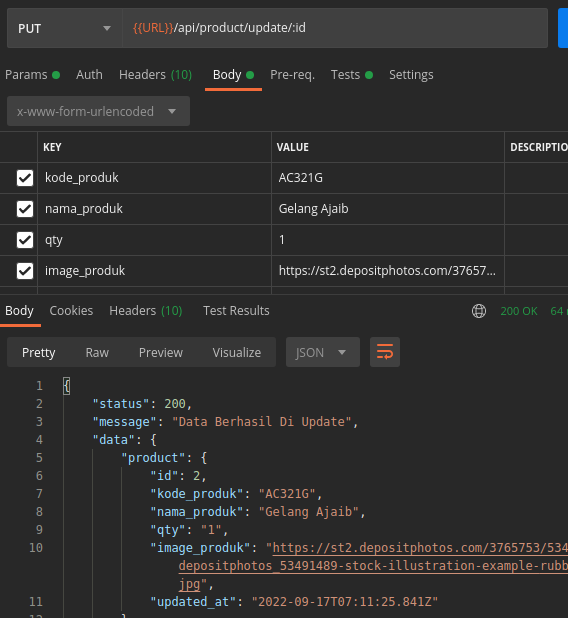 PUT {{URL}}/api/product/update/:id
Params Auth Headers (10) Body Pre-req. Tests Settings
x-www-form-urlencoded
KEY VALUE DESCRIPTIO
kode_produk AC321G
nama_produk Gelang Ajaib
qty 1
image_produk https://st2.depositphotos.com/37657...
Body Cookies Headers (10) Test Results 200 OK 64
Pretty Raw Preview Visualize JSON
1 {
2 "status": 200,
3 "message": "Data Berhasil Di Update",
4 "data": {
5 "product": {
6 "id": 2,
7 "kode_produk": "AC321G",
8 "nama_produk": "Gelang Ajaib",
9 "qty": "1",
10 "image_produk": "https://st2.depositphotos.com/3765753/534
depositphotos_53491489-stock-illustration-example-rubb
jpg",
11 "updated_at": "2022-09-17T07:11:25.841Z"